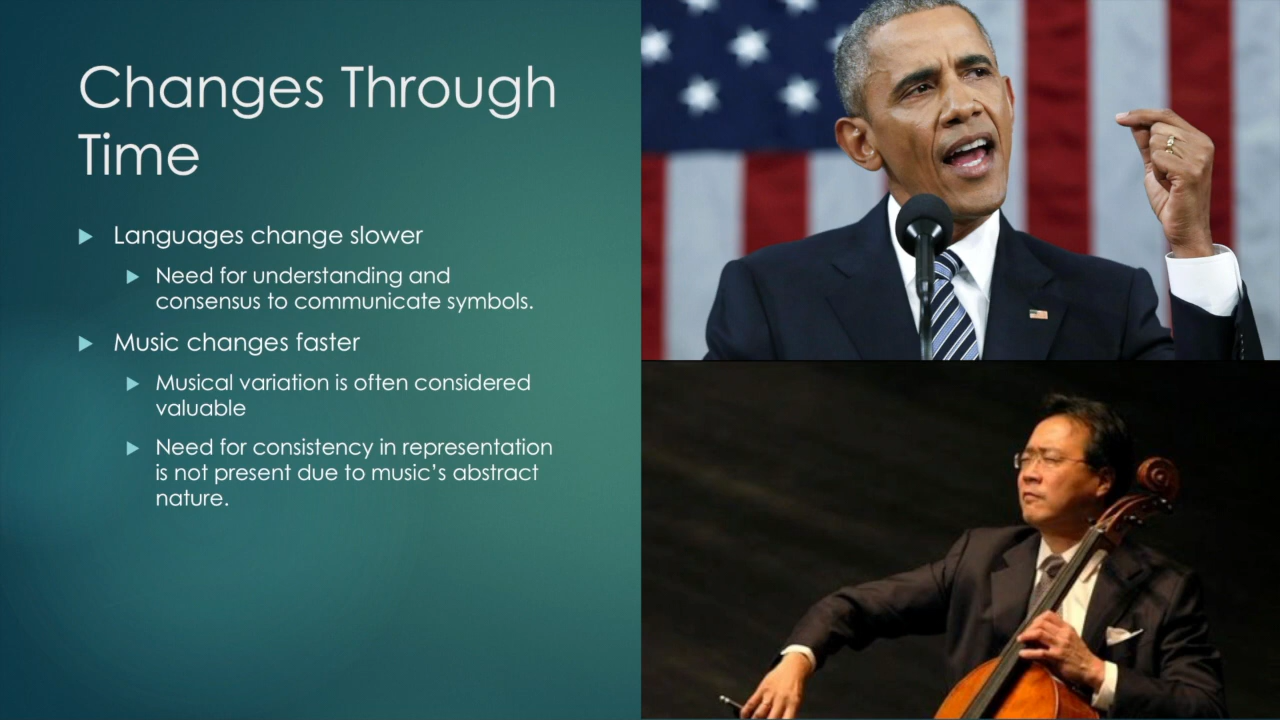 Changes Through
Time
Languages change slower
Need for understanding and
consensus to communicate symbols.
Music changes faster
Musical variation is often considered
valuable
Need for consistency in representation
is not present due to music's abstract
nature.